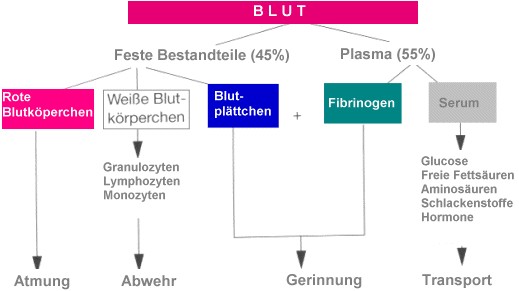 BLUT
Feste Bestandteile (45%)
Plasma (55%)
Rote
Blutköperchen
Weiße Blut-
körperchen
Blut-
plättchen
+
Fibrinogen
Serum
Granulozyten
Lymphozyten
Monozyten
Glucose
Freie Fettsäuren
Aminosäuren
Schlackenstoffe
Hormone
Atmung
Abwehr
Gerinnung
Transport